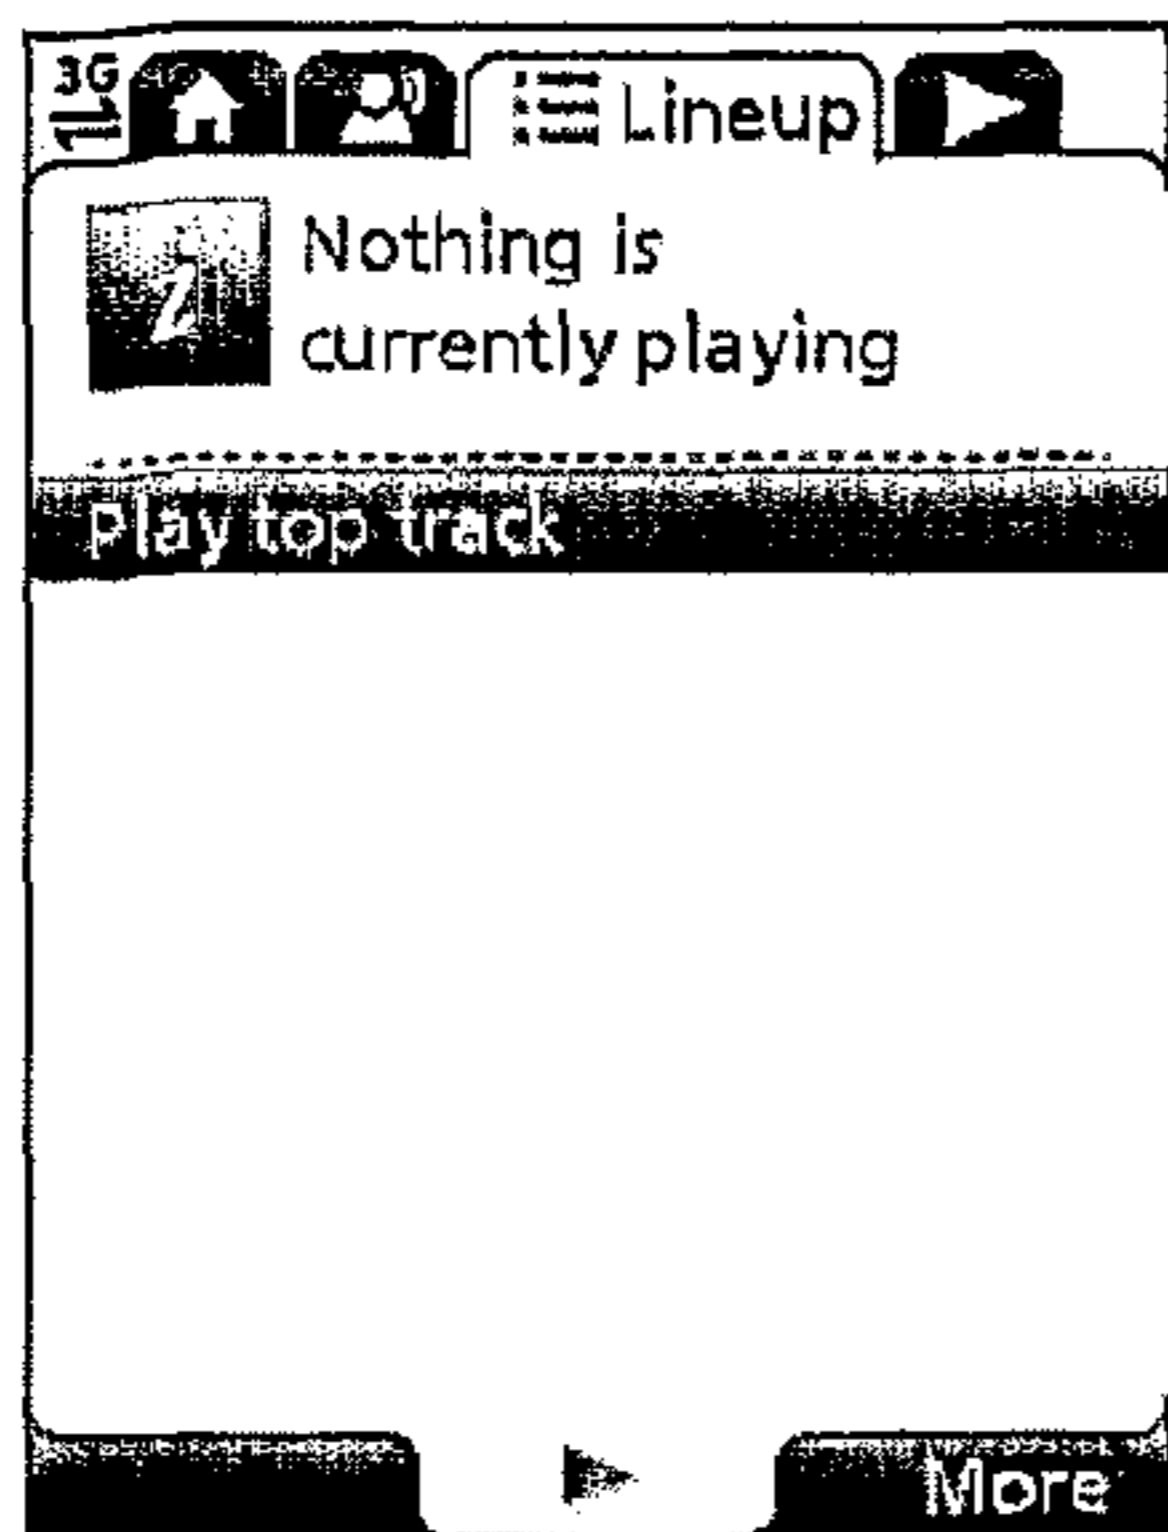 3G
Lineup
Nothing is
currently playing
Play top track
More